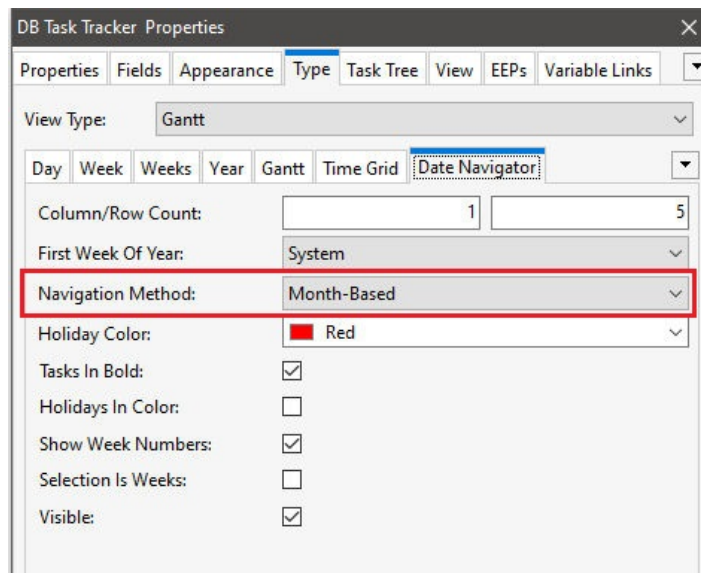 DB Task Tracker Properties
Properties Fields Appearance Type Task Tree View EEPs Variable Links
View Type: Gantt
Day Week Weeks Year Gantt Time Grid Date Navigator
Column/Row Count: 1 5
First Week Of Year: System
Navigation Method: Month-Based
Holiday Color: Red
Tasks In Bold:
Holidays In Color:
Show Week Numbers:
Selection Is Weeks:
Visible: